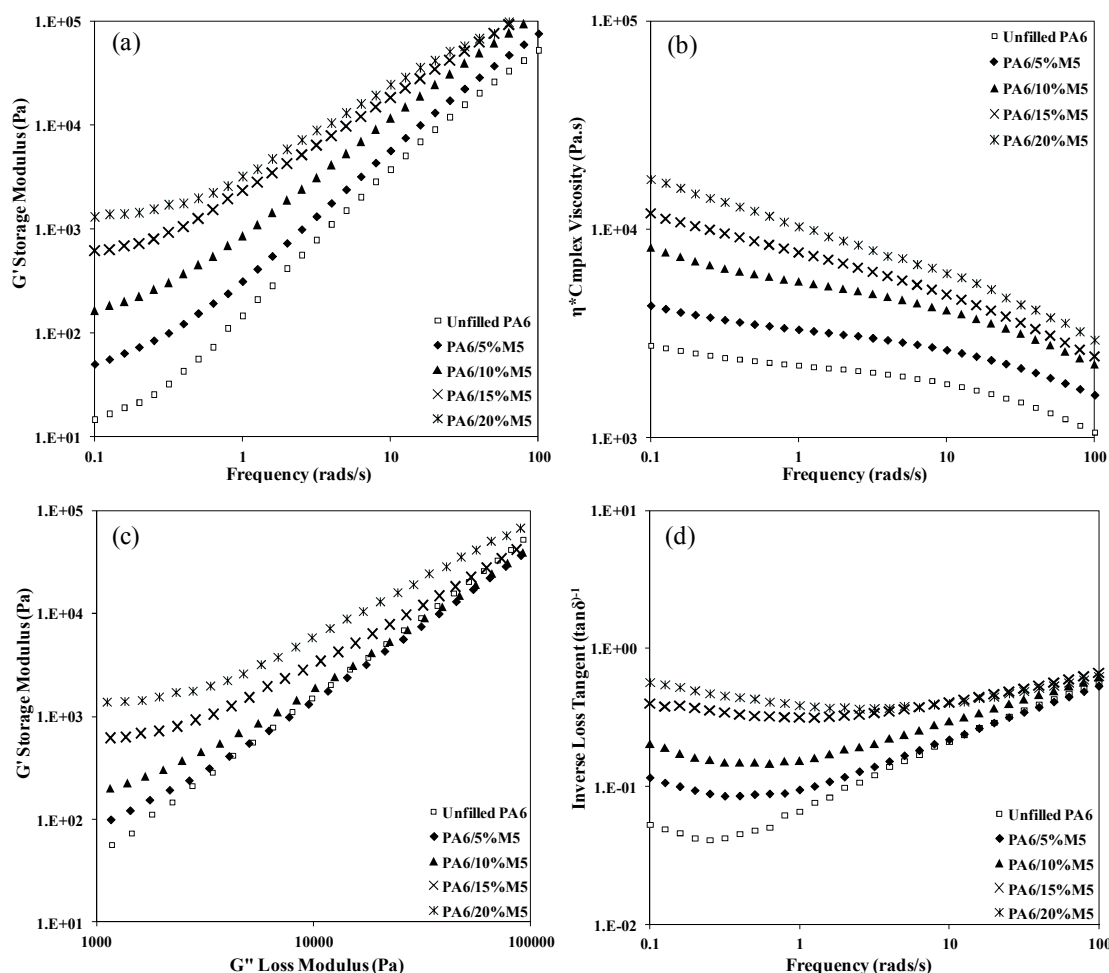 (a)
1.E+05
1.E+04
1.E+03
1.E+02
1.E+01
G' Storage Modulus (Pa)
0.1 1 10 100
Frequency (rads/s)
Unfilled PA6
PA6/5%M5
PA6/10%M5
PA6/15%M5
PA6/20%M5
(b)
1.E+05
1.E+04
1.E+03
η*Cmplex Viscosity (Pa.s)
0.1 1 10 100
Frequency (rads/s)
Unfilled PA6
PA6/5%M5
PA6/10%M5
PA6/15%M5
PA6/20%M5
(c)
1.E+05
1.E+04
1.E+03
1.E+02
1.E+01
G' Storage Modulus (Pa)
1000 10000 100000
G" Loss Modulus (Pa)
Unfilled PA6
PA6/5%M5
PA6/10%M5
PA6/15%M5
PA6/20%M5
(d)
1.E+01
1.E+00
1.E-01
1.E-02
Inverse Loss Tangent (tanδ)⁻¹
0.1 1 10 100
Frequency (rads/s)
Unfilled PA6
PA6/5%M5
PA6/10%M5
PA6/15%M5
PA6/20%M5